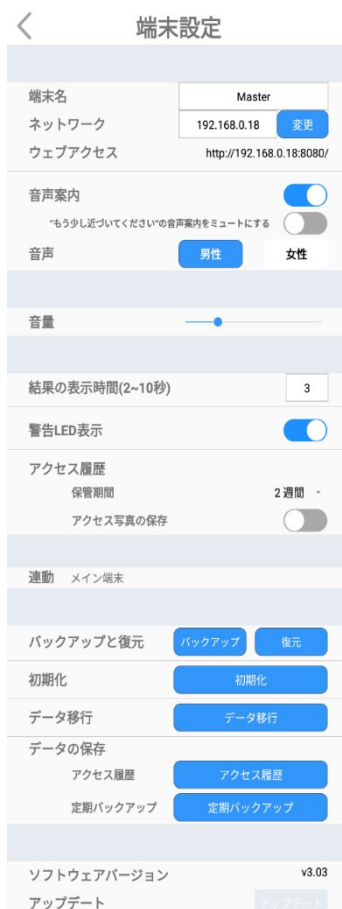 端末設定
端末名 Master
ネットワーク 192.168.0.18 変更
ウェブアクセス http://192.168.0.18:8080/
音声案内
"もう少し近づいてください"の音声案内をミュートにする
音声 男性 女性
音量
結果の表示時間(2~10秒) 3
警告LED表示
アクセス履歴
保管期間 2週間
アクセス写真の保存
連動 メイン端末
バックアップと復元 バックアップ 復元
初期化 初期化
データ移行 データ移行
データの保存
アクセス履歴 アクセス履歴
定期バックアップ 定期バックアップ
ソフトウェアバージョン v3.03
アップデート アップデート